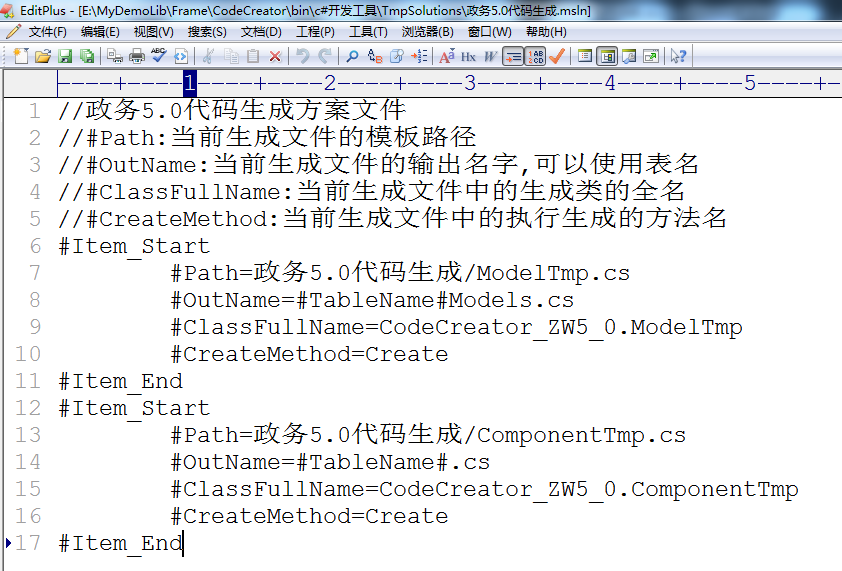 EditPlus - [E:\MyDemoLib\Frame\CodeCreator\bin\c#开发工具\TmpSolutions\政务5.0代码生成.msln]
文件(F) 编辑(E) 视图(V) 搜索(S) 文档(D) 工程(P) 工具(T) 浏览器(B) 窗口(W) 帮助(H)
----+----1----+----2----+----3----+----4----+----5----+--
1 //政务5.0代码生成方案文件
2 //#Path:当前生成文件的模板路径
3 //#OutName:当前生成文件的输出名字,可以使用表名
4 //#ClassFullName:当前生成文件中的生成类的全名
5 //#CreateMethod:当前生成文件中的执行生成的方法名
6 #Item_Start
7 #Path=政务5.0代码生成/ModelTmp.cs
8 #OutName=#TableName#Models.cs
9 #ClassFullName=CodeCreator_ZW5_0.ModelTmp
10 #CreateMethod=Create
11 #Item_End
12 #Item_Start
13 #Path=政务5.0代码生成/ComponentTmp.cs
14 #OutName=#TableName#.cs
15 #ClassFullName=CodeCreator_ZW5_0.ComponentTmp
16 #CreateMethod=Create
17 #Item_End